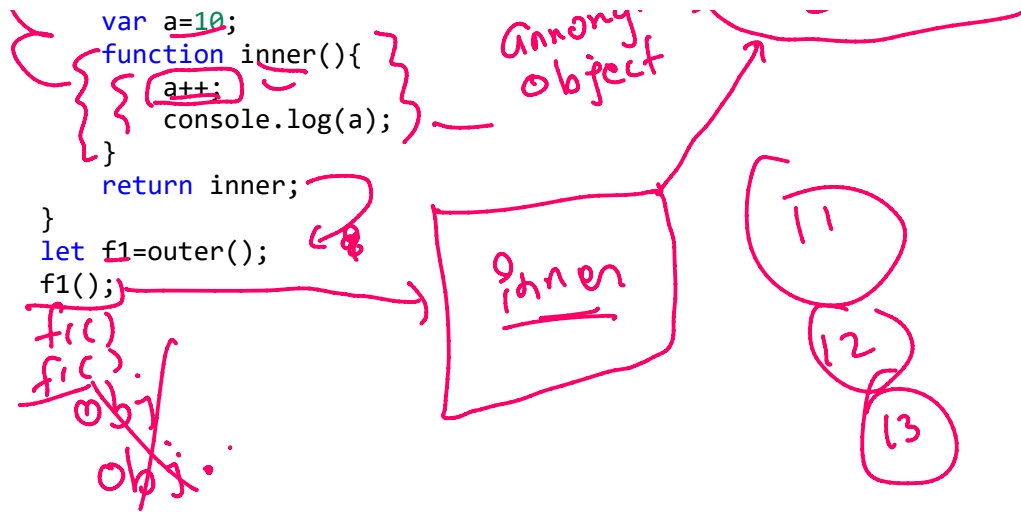 var a=10;
function inner(){
a++;
console.log(a);
}
return inner;
}
let f1=outer();
f1();
f1()
f1().
obj
obj.
object
inner
11
12
13